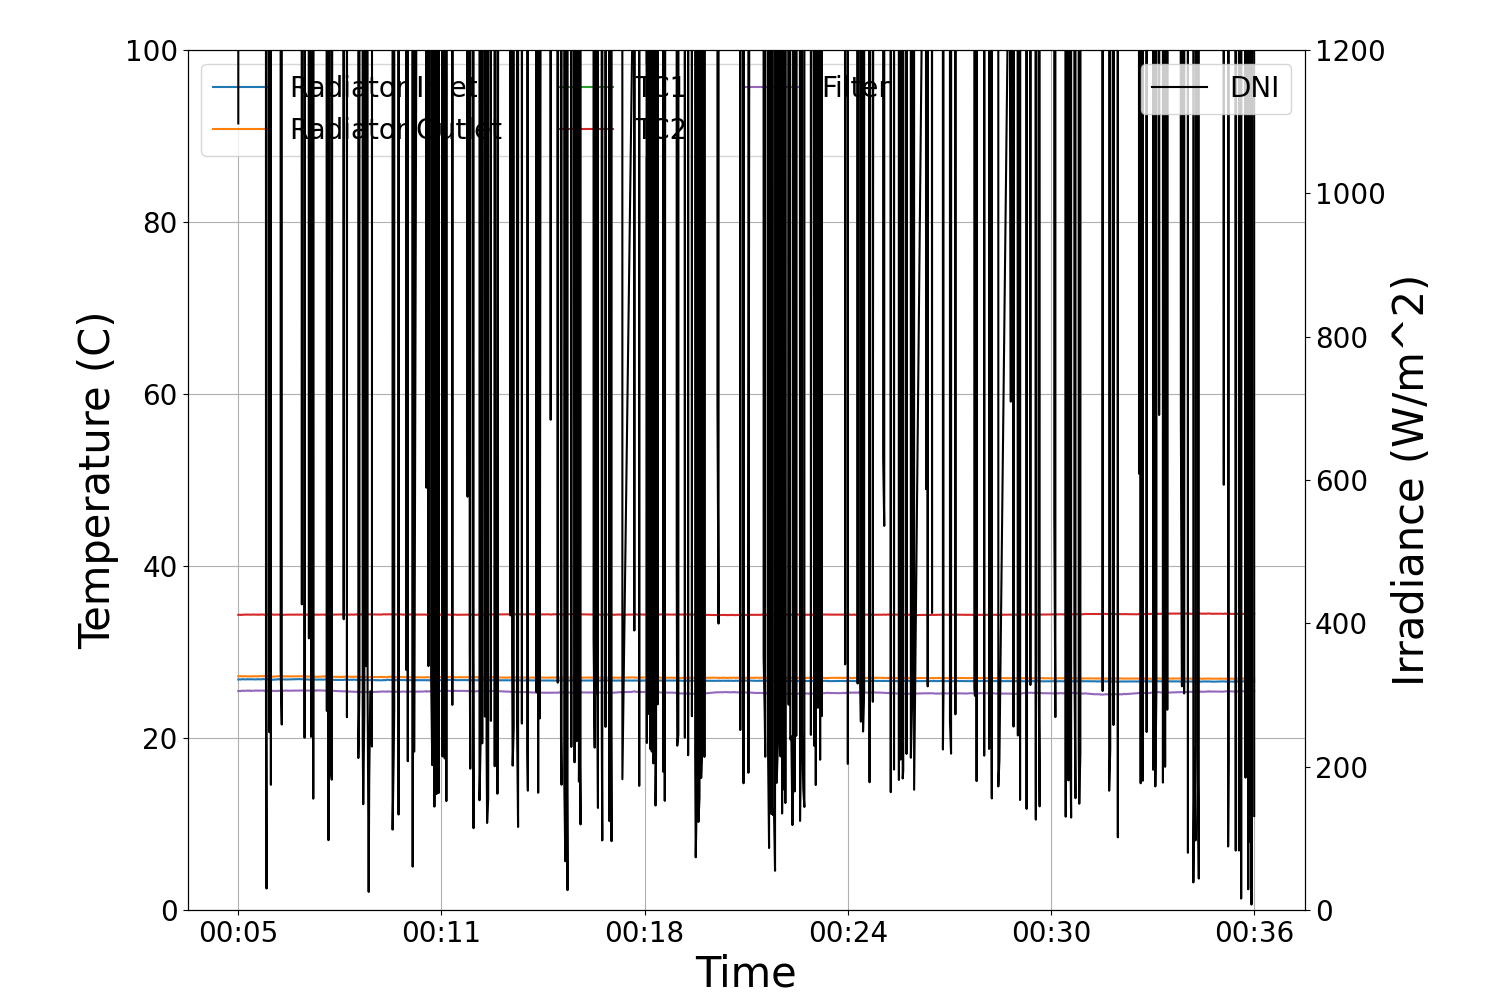 100
80
60
40
20
0
Temperature (C)
Radiator Inlet
Radiator Outlet
TC1
TC2
Filter
DNI
1200
1000
800
600
400
200
0
Irradiance (W/m^2)
00:05 00:11 00:18 00:24 00:30 00:36
Time